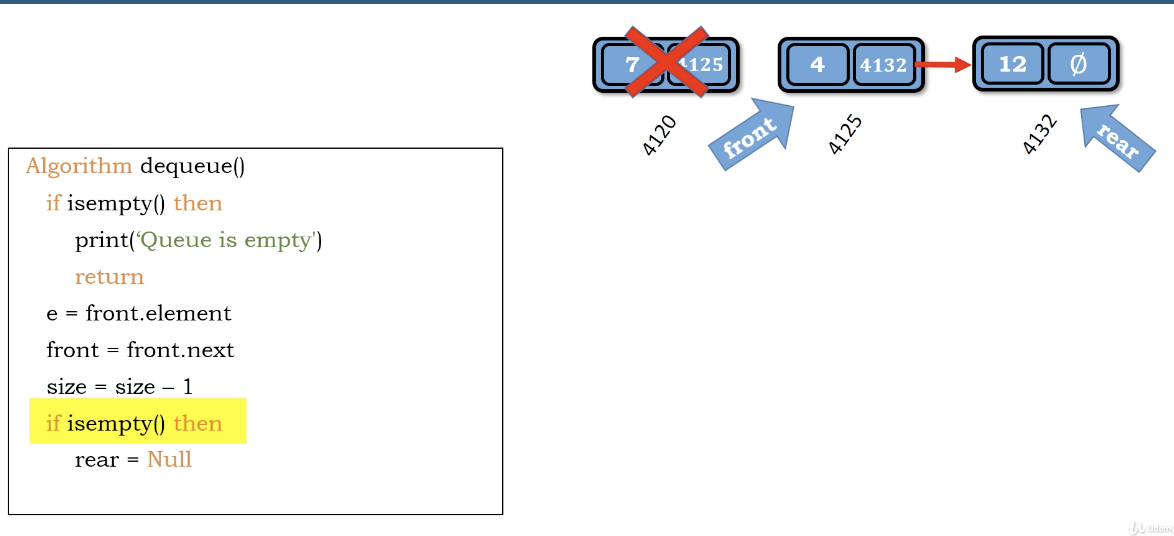 7 4125 4 4132 12 ∅
4120 front 4125 4132 rear
Algorithm dequeue()
if isempty() then
print(‘Queue is empty')
return
e = front.element
front = front.next
size = size – 1
if isempty() then
rear = Null
Udemy